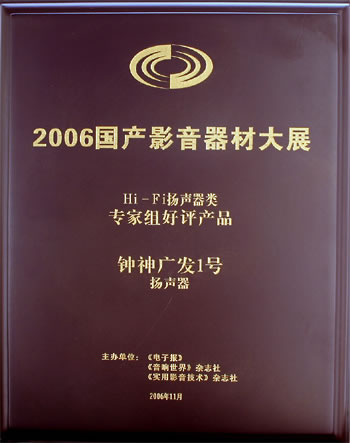 2006国产影音器材大展
Hi-Fi扬声器类
专家组好评产品
钟神广发1号
扬声器
主办单位：《电子报》
《音响世界》杂志社
《实用影音技术》杂志社
2006年11月